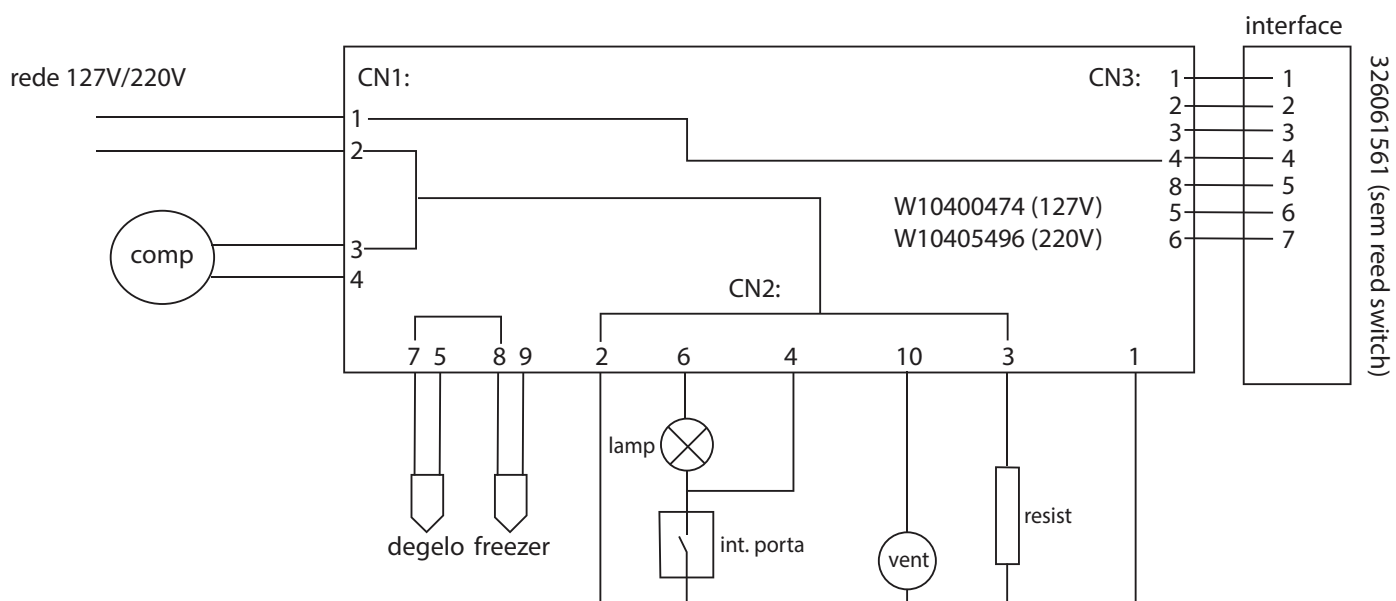 interface
rede 127V/220V
CN1:
CN3:
1
2
3
4
8
5
6
1
2
3
4
5
6
7
326061561 (sem reed switch)
1
2
3
4
comp
W10400474 (127V)
W10405496 (220V)
CN2:
7 5 8 9 2 6 4 10 3 1
lamp
degelo freezer
int. porta
vent
resist